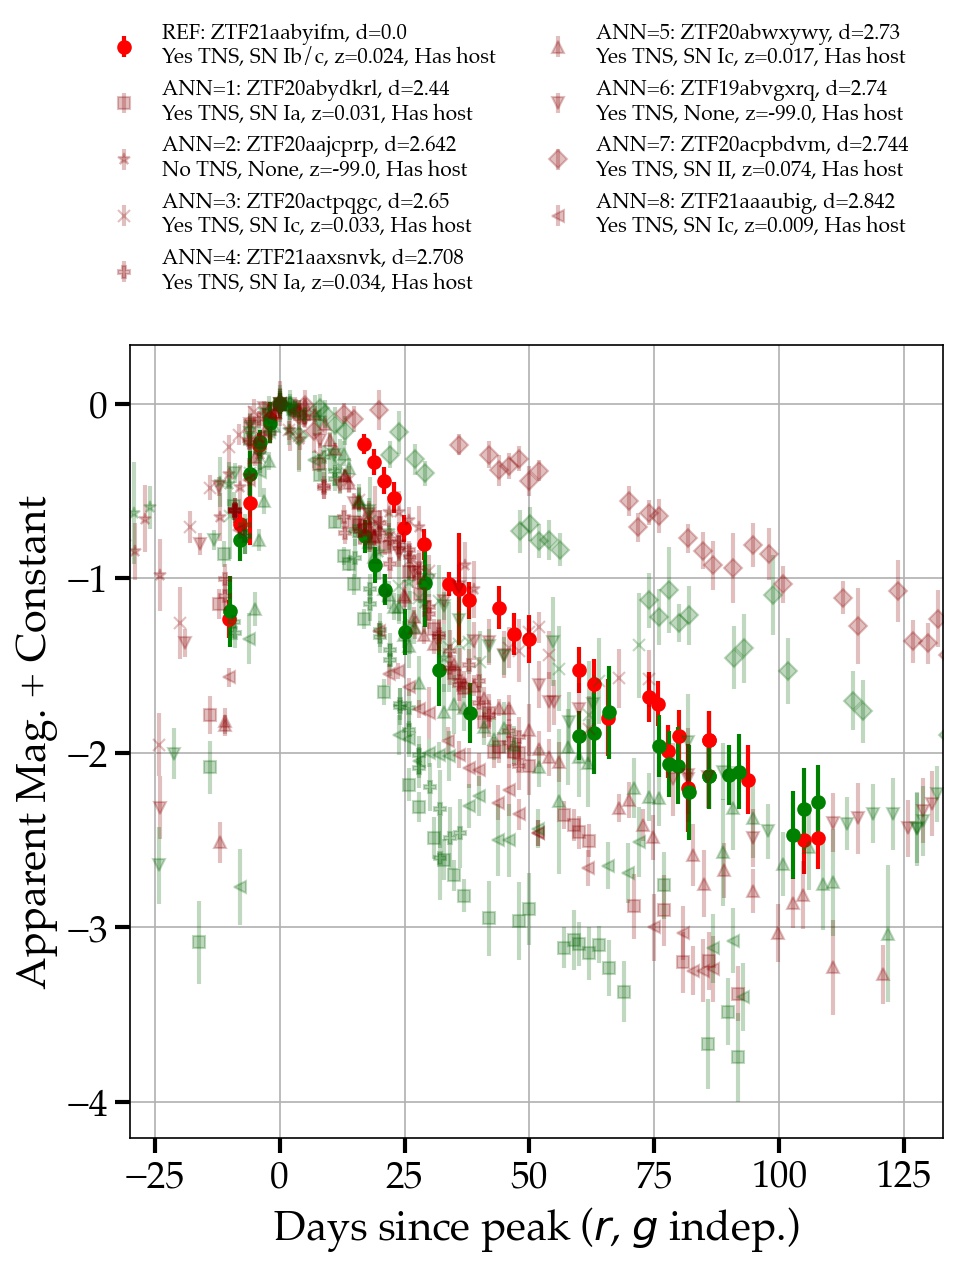 REF: ZTF21aabyifm, d=0.0
Yes TNS, SN Ib/c, z=0.024, Has host
ANN=1: ZTF20abydkrl, d=2.44
Yes TNS, SN Ia, z=0.031, Has host
ANN=2: ZTF20aajcprp, d=2.642
No TNS, None, z=-99.0, Has host
ANN=3: ZTF20actpqgc, d=2.65
Yes TNS, SN Ic, z=0.033, Has host
ANN=4: ZTF21aaxsnvk, d=2.708
Yes TNS, SN Ia, z=0.034, Has host
ANN=5: ZTF20abwxywy, d=2.73
Yes TNS, SN Ic, z=0.017, Has host
ANN=6: ZTF19abvgxrq, d=2.74
Yes TNS, None, z=-99.0, Has host
ANN=7: ZTF20acpbdvm, d=2.744
Yes TNS, SN II, z=0.074, Has host
ANN=8: ZTF21aaaubig, d=2.842
Yes TNS, SN Ic, z=0.009, Has host
Apparent Mag. + Constant
0
−1
−2
−3
−4
−25 0 25 50 75 100 125
Days since peak (r, g indep.)